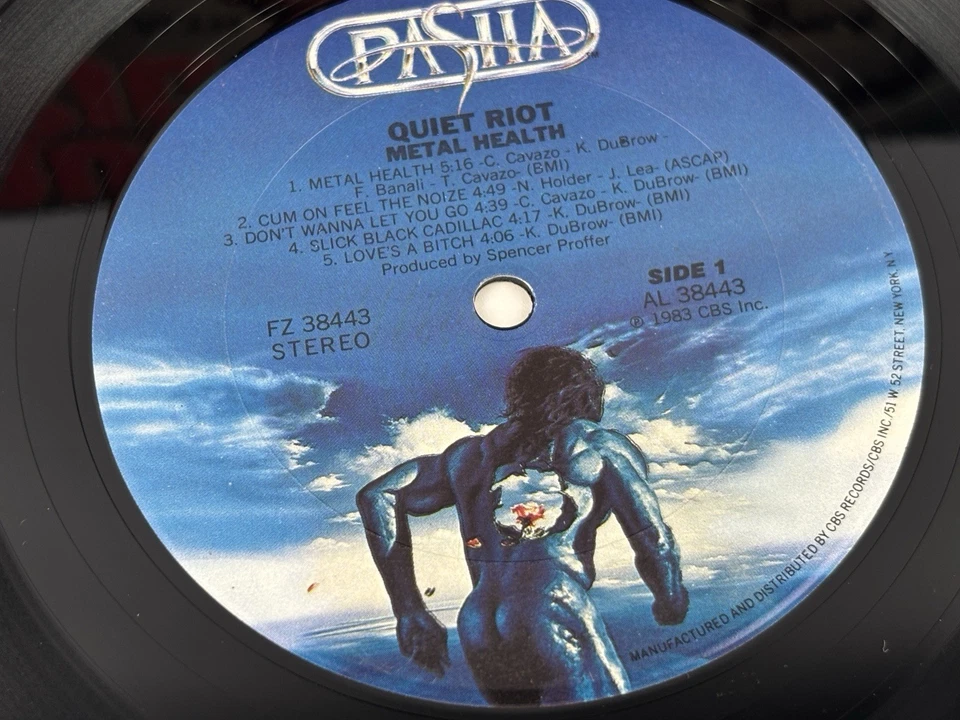 PASHA
TM
QUIET RIOT
METAL HEALTH
1. METAL HEALTH 5:16 -C. Cavazo - K. DuBrow -
F. Banali - T. Cavazo- (BMI)
2. CUM ON FEEL THE NOIZE 4:49 -N. Holder - J. Lea- (ASCAP)
3. DON'T WANNA LET YOU GO 4:39 -C. Cavazo - K. DuBrow- (BMI)
4. SLICK BLACK CADILLAC 4:17 -K. DuBrow- (BMI)
5. LOVE'S A BITCH 4:06 -K. DuBrow- (BMI)
Produced by Spencer Proffer
FZ 38443
STEREO
SIDE 1
AL 38443
℗ 1983 CBS Inc.
MANUFACTURED AND DISTRIBUTED BY CBS RECORDS/CBS INC./51 W 52 STREET, NEW YORK, N.Y.